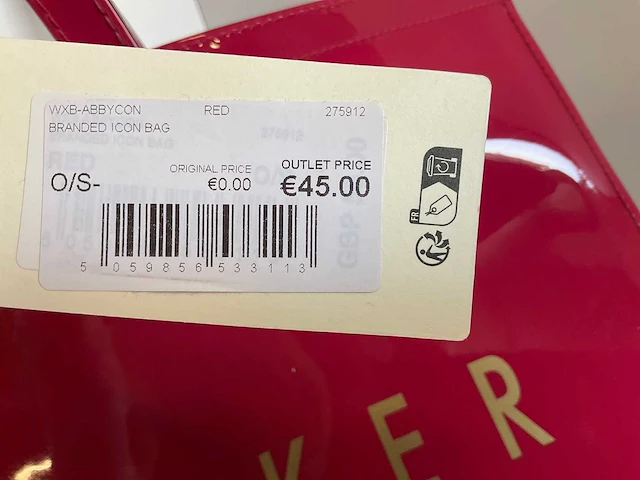 WXB-ABBYCON RED 275912
BRANDED ICON BAG
ORIGINAL PRICE OUTLET PRICE
O/S- €0.00 €45.00
5 059856 533113
FR
KER